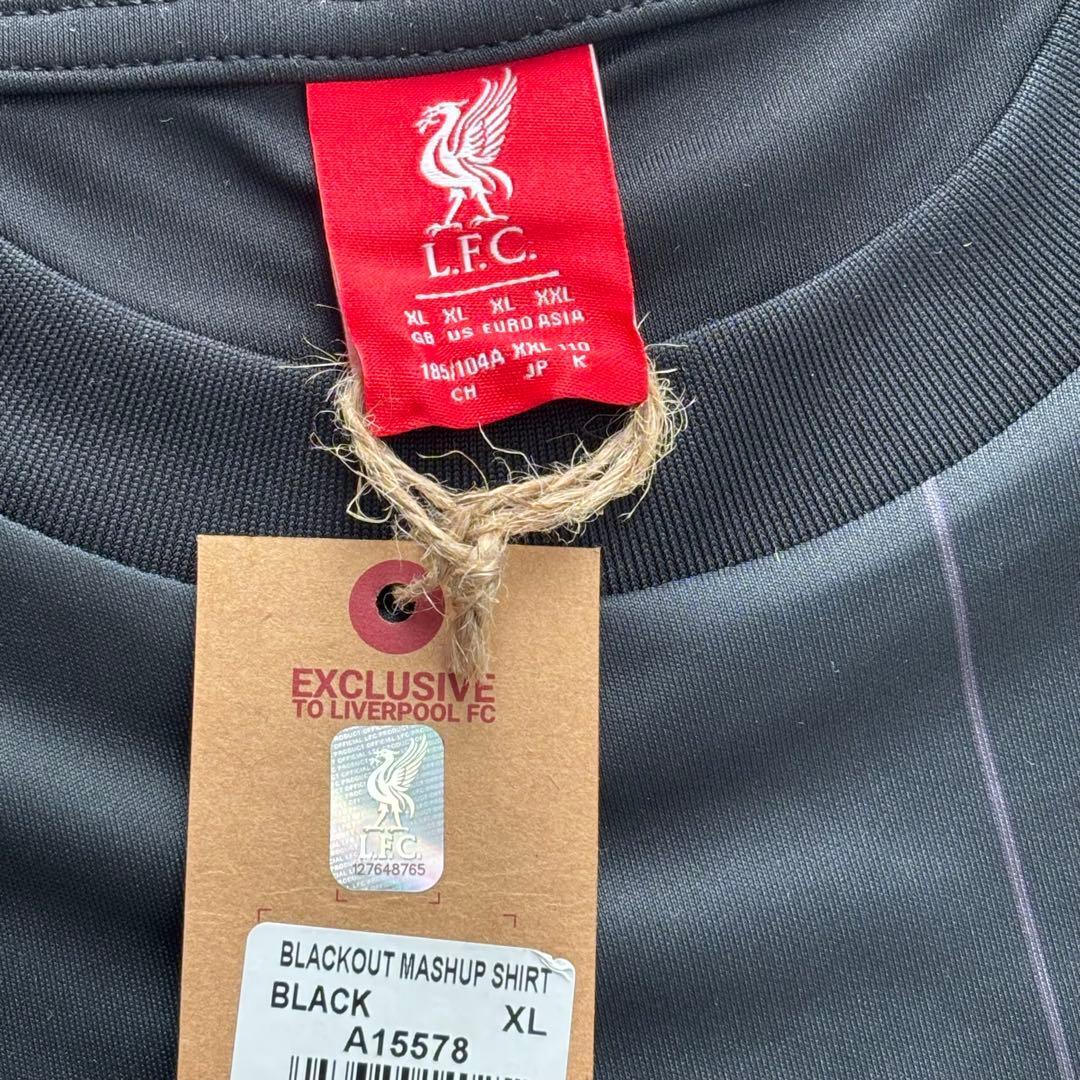 L.F.C.
XL XL XL XXL
GB US EURO ASIA
185/104A XXL 110
CH JP K
EXCLUSIVE
TO LIVERPOOL FC
L.F.C.
127648765
BLACKOUT MASHUP SHIRT
BLACK XL
A15578